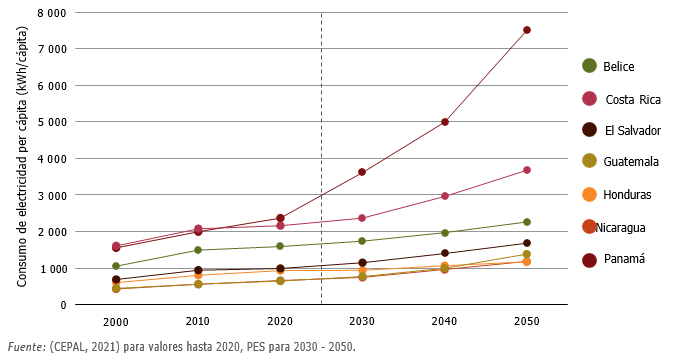 8 000
7 000
6 000
5 000
4 000
3 000
2 000
1 000
0
Consumo de electricidad per cápita (kWh/cápita)
2000 2010 2020 2030 2040 2050
Belice
Costa Rica
El Salvador
Guatemala
Honduras
Nicaragua
Panamá
Fuente: (CEPAL, 2021) para valores hasta 2020, PES para 2030 - 2050.